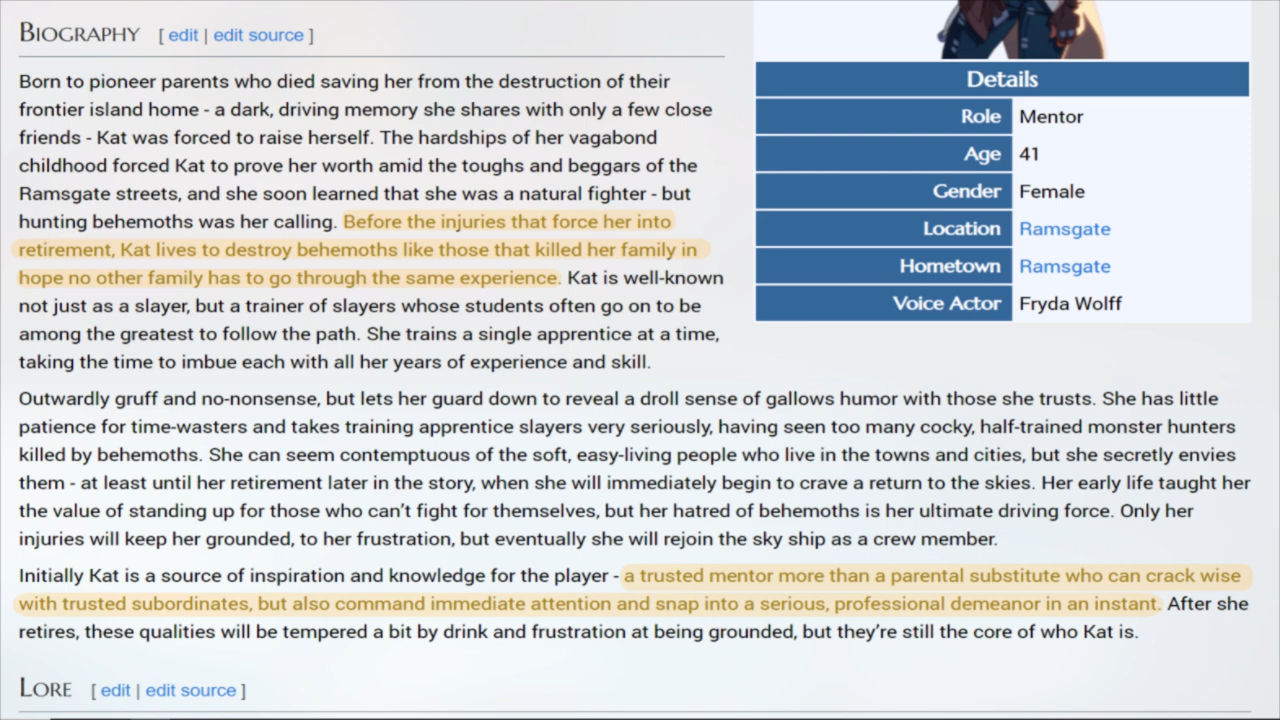 BIOGRAPHY [ edit | edit source ]
Born to pioneer parents who died saving her from the destruction of their
frontier island home - a dark, driving memory she shares with only a few close
friends - Kat was forced to raise herself. The hardships of her vagabond
childhood forced Kat to prove her worth amid the toughs and beggars of the
Ramsgate streets, and she soon learned that she was a natural fighter - but
hunting behemoths was her calling. Before the injuries that force her into
retirement, Kat lives to destroy behemoths like those that killed her family in
hope no other family has to go through the same experience. Kat is well-known
not just as a slayer, but a trainer of slayers whose students often go on to be
among the greatest to follow the path. She trains a single apprentice at a time,
taking the time to imbue each with all her years of experience and skill.
Details
Role Mentor
Age 41
Gender Female
Location Ramsgate
Hometown Ramsgate
Voice Actor Fryda Wolff
Outwardly gruff and no-nonsense, but lets her guard down to reveal a droll sense of gallows humor with those she trusts. She has little
patience for time-wasters and takes training apprentice slayers very seriously, having seen too many cocky, half-trained monster hunters
killed by behemoths. She can seem contemptuous of the soft, easy-living people who live in the towns and cities, but she secretly envies
them - at least until her retirement later in the story, when she will immediately begin to crave a return to the skies. Her early life taught her
the value of standing up for those who can't fight for themselves, but her hatred of behemoths is her ultimate driving force. Only her
injuries will keep her grounded, to her frustration, but eventually she will rejoin the sky ship as a crew member.
Initially Kat is a source of inspiration and knowledge for the player - a trusted mentor more than a parental substitute who can crack wise
with trusted subordinates, but also command immediate attention and snap into a serious, professional demeanor in an instant. After she
retires, these qualities will be tempered a bit by drink and frustration at being grounded, but they're still the core of who Kat is.
LORE [ edit | edit source ]